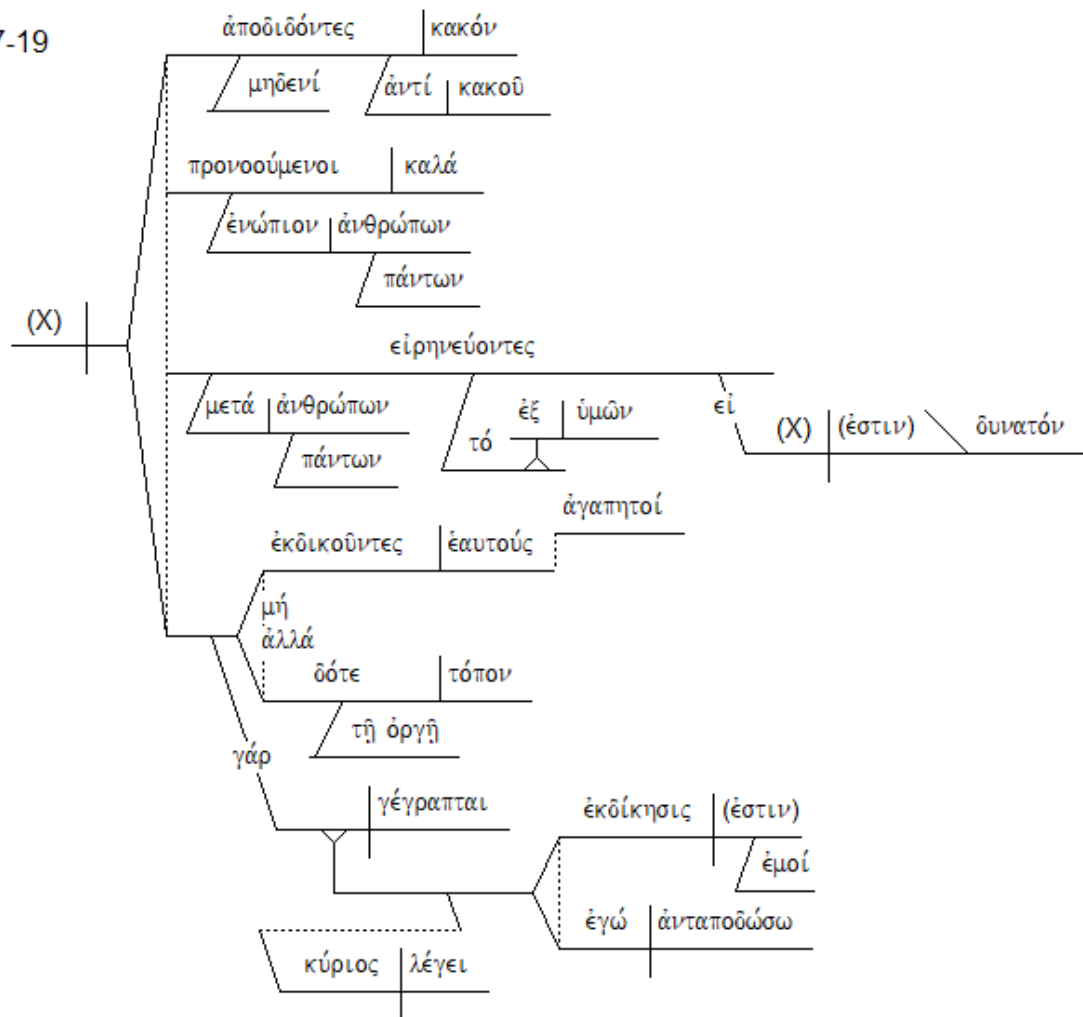 7-19
ἀποδιδόντες κακόν
μηδενί ἀντί κακοῦ
προνοούμενοι καλά
ἐνώπιον ἀνθρώπων
πάντων
(X)
εἰρηνεύοντες
μετά ἀνθρώπων τό ἐξ ὑμῶν εἰ (X) (ἐστιν) δυνατόν
πάντων
ἀγαπητοί
ἐκδικοῦντες ἑαυτούς
μή
ἀλλά
δότε τόπον
τῇ ὀργῇ
γάρ
γέγραπται
ἐκδίκησις (ἐστιν)
ἐμοί
ἐγώ ἀνταποδώσω
κύριος λέγει